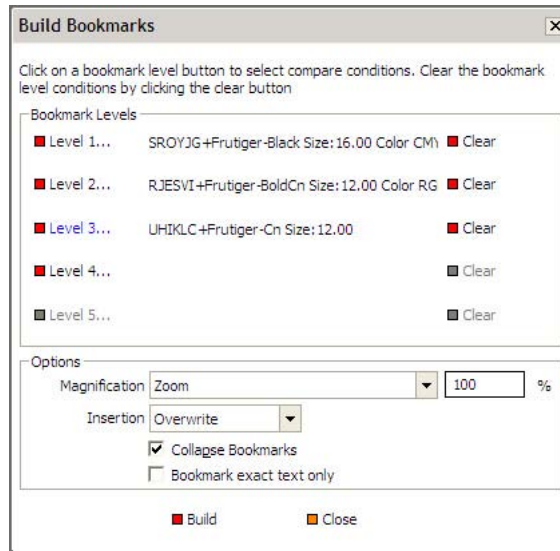 Build Bookmarks
Click on a bookmark level button to select compare conditions. Clear the bookmark
level conditions by clicking the clear button
Bookmark Levels
Level 1... SROYJG+Frutiger-Black Size:16.00 Color CMY Clear
Level 2... RJESVI+Frutiger-BoldCn Size:12.00 Color RG Clear
Level 3... UHIKLC+Frutiger-Cn Size:12.00 Clear
Level 4... Clear
Level 5... Clear
Options
Magnification Zoom 100 %
Insertion Overwrite
Collapse Bookmarks
Bookmark exact text only
Build Close